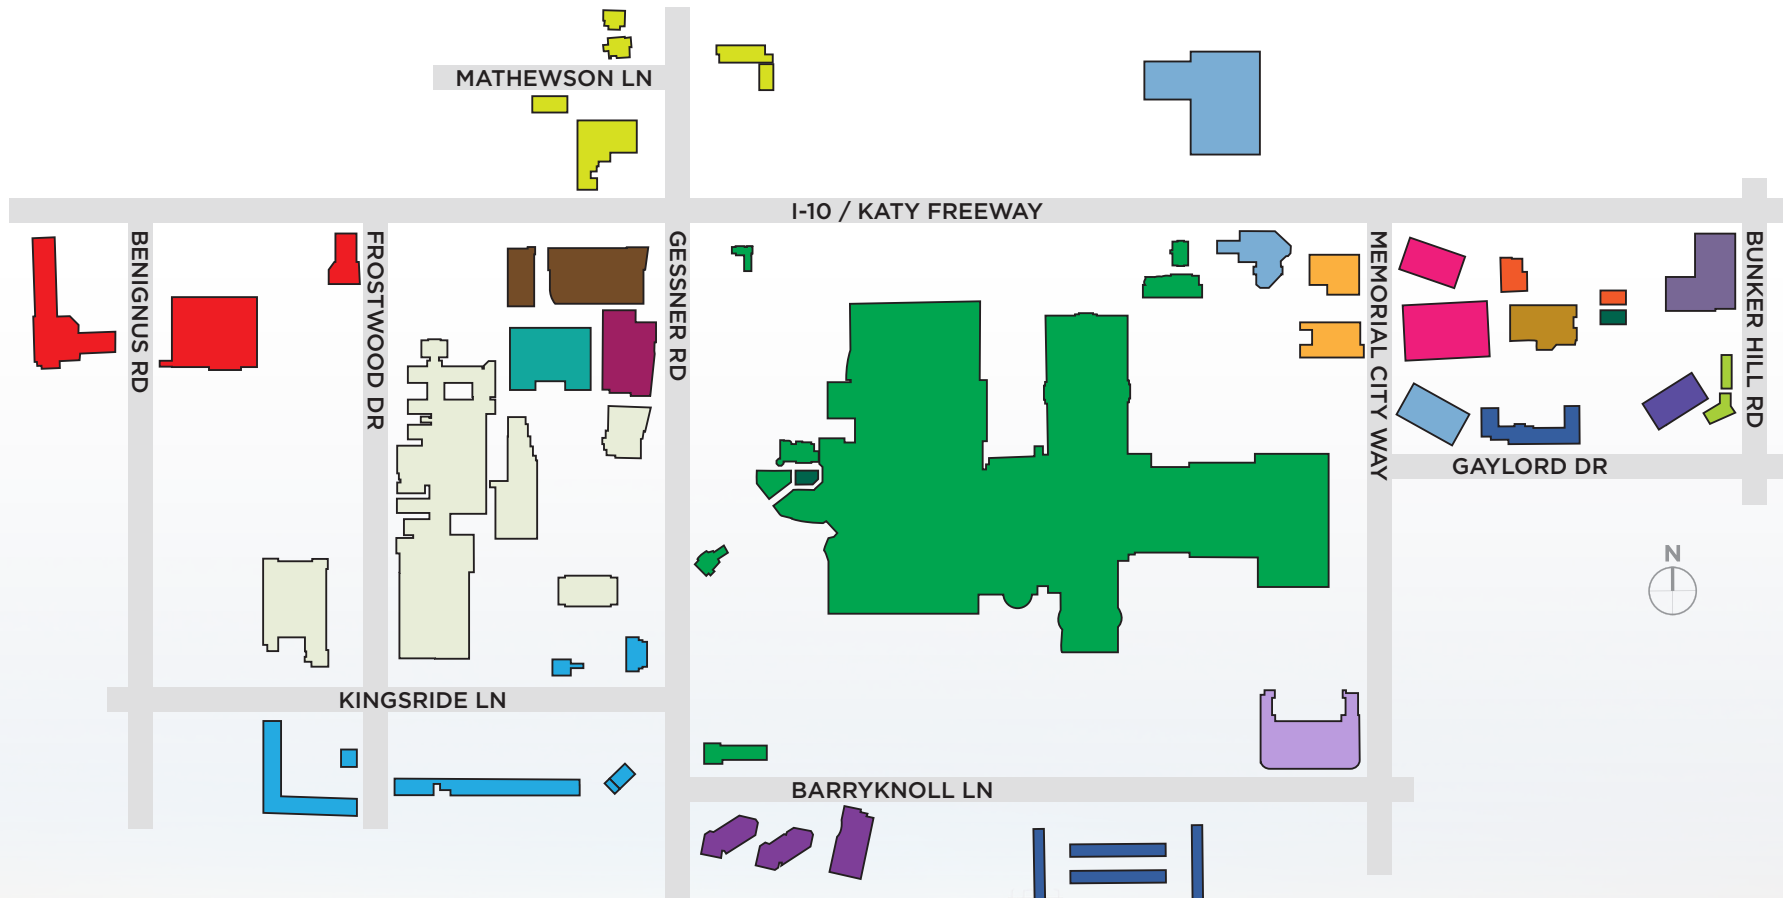 MATHEWSON LN
I-10 / KATY FREEWAY
BENIGNUS RD
FROSTWOOD DR
GESSNER RD
MEMORIAL CITY WAY
BUNKER HILL RD
GAYLORD DR
N
KINGSRIDE LN
BARRYKNOLL LN